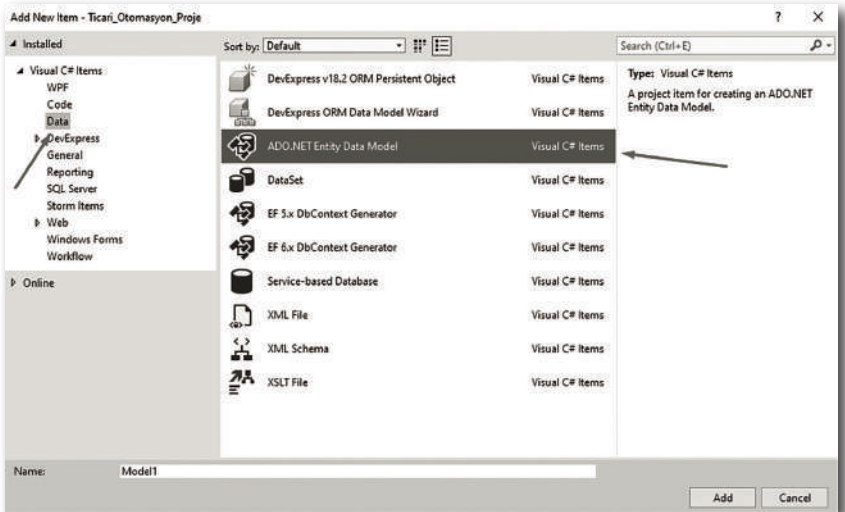 Add New Item - Ticari_Otomasyon_Proje
? X
Installed
Sort by: Default
Search (Ctrl+E)
Visual C# Items
WPF
Code
Data
DevExpress
General
Reporting
SQL Server
Storm Items
Web
Windows Forms
Workflow
Online
DevExpress v18.2 ORM Persistent Object Visual C# Items
DevExpress ORM Data Model Wizard Visual C# Items
ADO.NET Entity Data Model Visual C# Items
DataSet Visual C# Items
EF 5.x DbContext Generator Visual C# Items
EF 6.x DbContext Generator Visual C# Items
Service-based Database Visual C# Items
XML File Visual C# Items
XML Schema Visual C# Items
XSLT File Visual C# Items
Type: Visual C# Items
A project item for creating an ADO.NET
Entity Data Model.
Name: Model1
Add Cancel